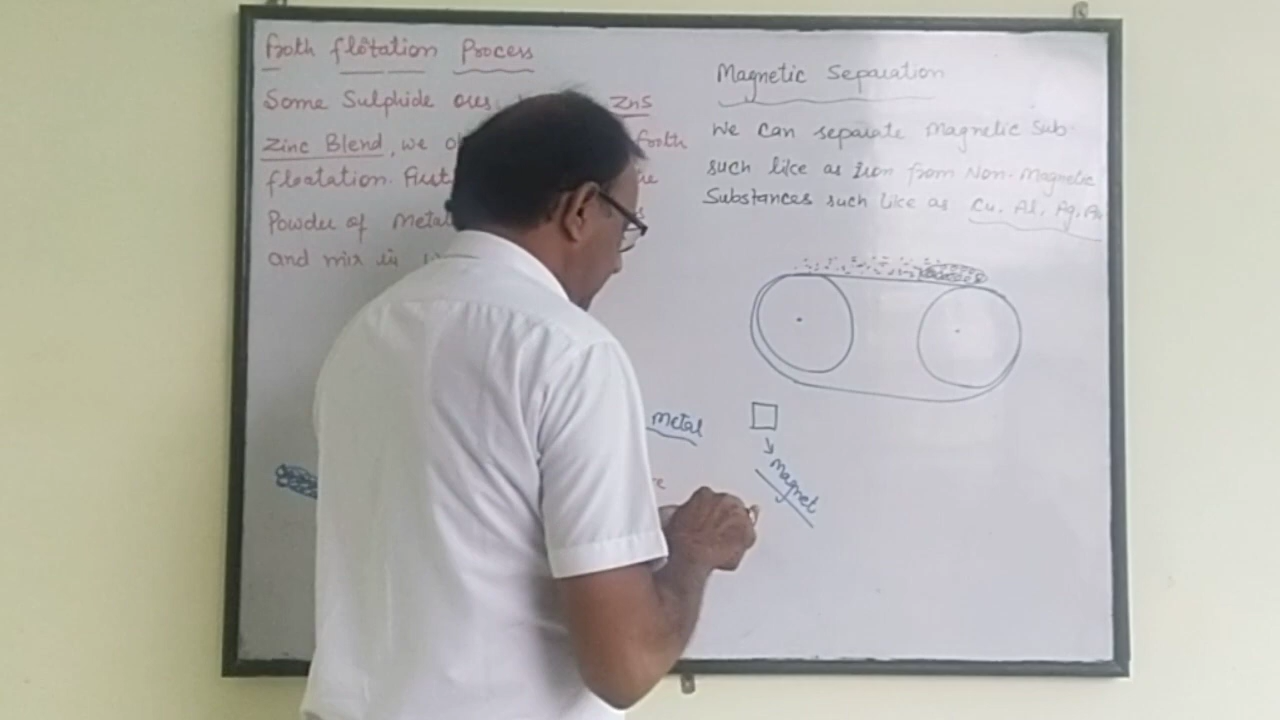 Froth flotation Process
Some Sulphide ores ZnS
Zinc Blend, we froth
floatation. First
Powder of Metal
and mix in
Metal
Magnetic Separation
We can separate Magnetic Sub-
such like as iron from Non-Magnetic
Substances such like as Cu, Al, Ag, Au
Magnet